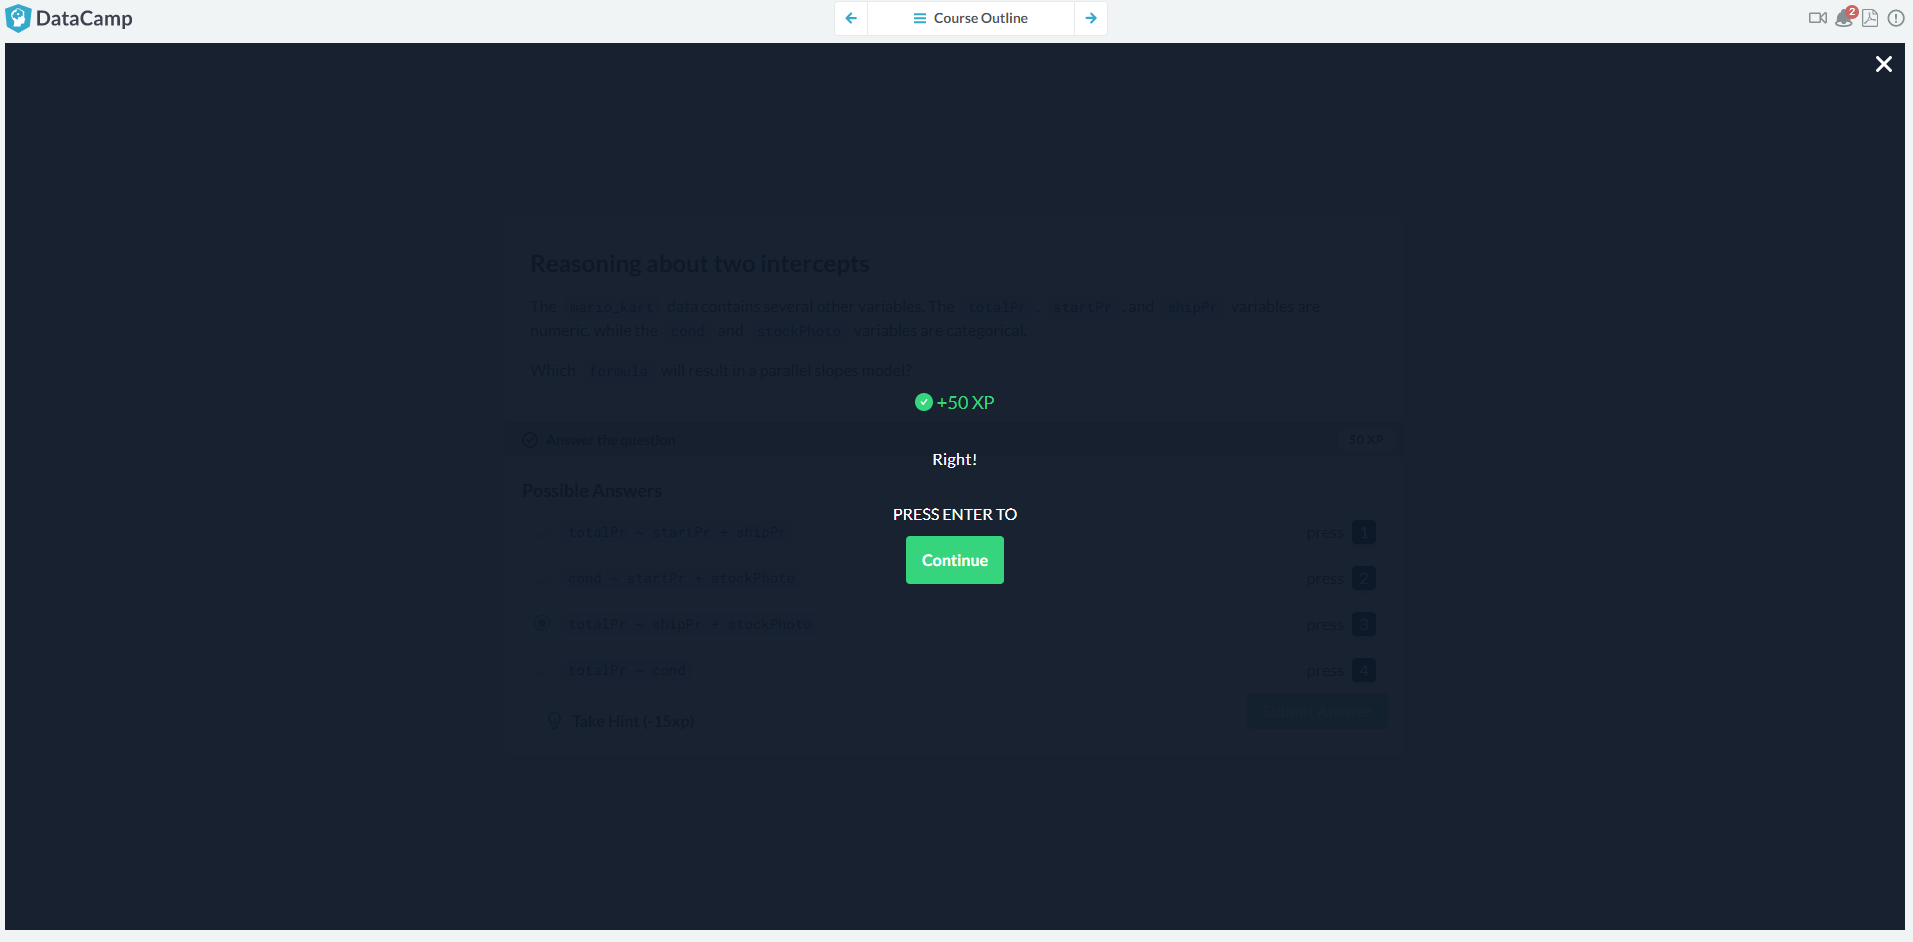 DataCamp
Course Outline
2
Reasoning about two intercepts
The mario_kart data contains several other variables. The totalPr , startPr ,and shipPr variables are
numeric, while the cond and stockPhoto variables are categorical.
Which formula will result in a parallel slopes model?
+50 XP
Answer the question
50 XP
Right!
Possible Answers
PRESS ENTER TO
totalPr ~ startPr + shipPr
press 1
Continue
cond ~ startPr + stockPhoto
press 2
totalPr ~ shipPr + stockPhoto
press 3
totalPr ~ cond
press 4
Take Hint (-15xp)
Submit Answer